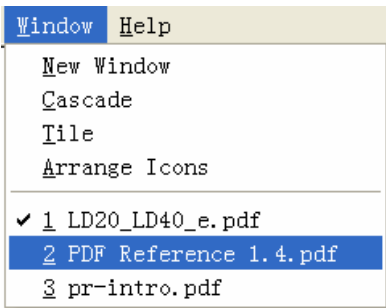 Window Help
New Window
Cascade
Tile
Arrange Icons
✔ 1 LD20_LD40_e.pdf
2 PDF Reference 1.4.pdf
3 pr-intro.pdf